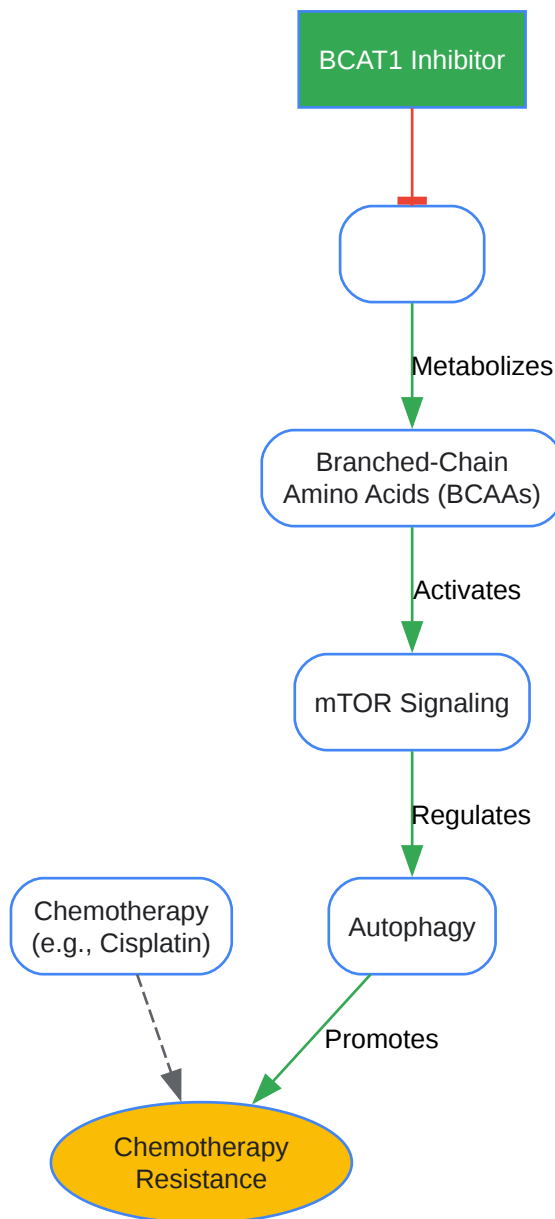 BCAT1 Inhibitor
Metabolizes
Branched-Chain
Amino Acids (BCAAs)
Activates
mTOR Signaling
Regulates
Chemotherapy
(e.g., Cisplatin)
Autophagy
Promotes
Chemotherapy
Resistance